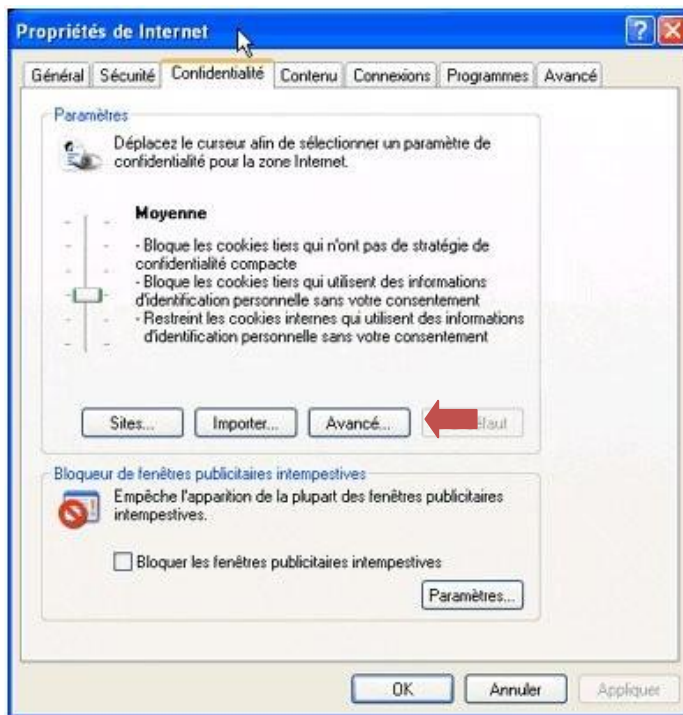 Propriétés de Internet
Général Sécurité Confidentialité Contenu Connexions Programmes Avancé
Paramètres
Déplacez le curseur afin de sélectionner un paramètre de
confidentialité pour la zone Internet.
Moyenne
- Bloque les cookies tiers qui n'ont pas de stratégie de
confidentialité compacte
- Bloque les cookies tiers qui utilisent des informations
d'identification personnelle sans votre consentement
- Restreint les cookies internes qui utilisent des informations
d'identification personnelle sans votre consentement
Sites... Importer... Avancé...
Bloqueur de fenêtres publicitaires intempestives
Empêche l'apparition de la plupart des fenêtres publicitaires
intempestives.
Bloquer les fenêtres publicitaires intempestives
Paramètres...
OK Annuler Appliquer